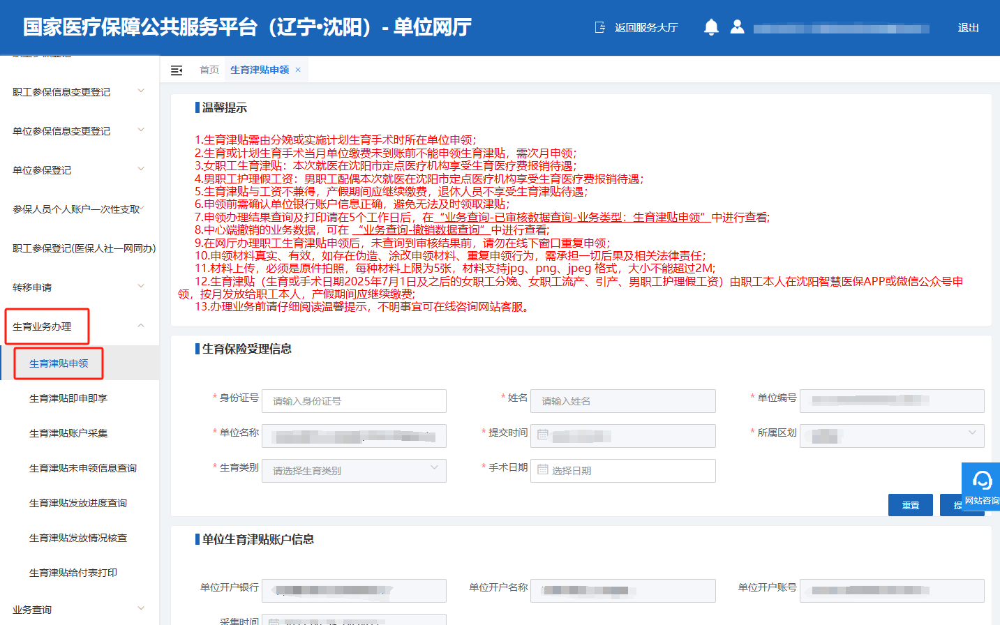 国家医疗保障公共服务平台（辽宁•沈阳）- 单位网厅
返回服务大厅
退出
首页
生育津贴申领 ×
职工参保信息变更登记
单位参保信息变更登记
单位参保登记
参保人员个人账户一次性支取
职工参保登记(医保人社一网同办)
转移申请
生育业务办理
生育津贴申领
生育津贴即申即享
生育津贴账户采集
生育津贴未申领信息查询
生育津贴发放进度查询
生育津贴发放情况核查
生育津贴给付表打印
业务查询
温馨提示
1.生育津贴需由分娩或实施计划生育手术时所在单位申领；
2.生育或计划生育手术当月单位缴费未到账前不能申领生育津贴，需次月申领；
3.女职工生育津贴：本次就医在沈阳市定点医疗机构享受生育医疗费报销待遇；
4.男职工护理假工资：男职工配偶本次就医在沈阳市定点医疗机构享受生育医疗费报销待遇；
5.生育津贴与工资不兼得，产假期间应继续缴费，退休人员不享受生育津贴待遇；
6.申领前需确认单位银行账户信息正确，避免无法及时领取津贴；
7.申领办理结果查询及打印请在5个工作日后，在“业务查询-已审核数据查询-业务类型：生育津贴申领”中进行查看;
8.中心端撤销的业务数据，可在 “业务查询-撤销数据查询”中进行查看;
9.在网厅办理职工生育津贴申领后，未查询到审核结果前，请勿在线下窗口重复申领；
10.申领材料真实、有效，如存在伪造、涂改申领材料、重复申领行为，需承担一切后果及相关法律责任；
11.材料上传，必须是原件拍照，每种材料上限为5张，材料支持jpg、png、jpeg 格式，大小不能超过2M;
12.生育津贴（生育或手术日期2025年7月1日及之后的女职工分娩、女职工流产、引产、男职工护理假工资）由职工本人在沈阳智慧医保APP或微信公众号申
领，按月发放给职工本人，产假期间应继续缴费;
13.办理业务前请仔细阅读温馨提示，不明事宜可在线咨询网站客服。
生育保险受理信息
* 身份证号 请输入身份证号
* 姓名 请输入姓名
* 单位编号
* 单位名称
* 提交时间
* 所属区划
* 生育类别 请选择生育类别
* 手术日期 选择日期
重置
提
网站咨询
单位生育津贴账户信息
单位开户银行
单位开户名称
单位开户账号
采集时间